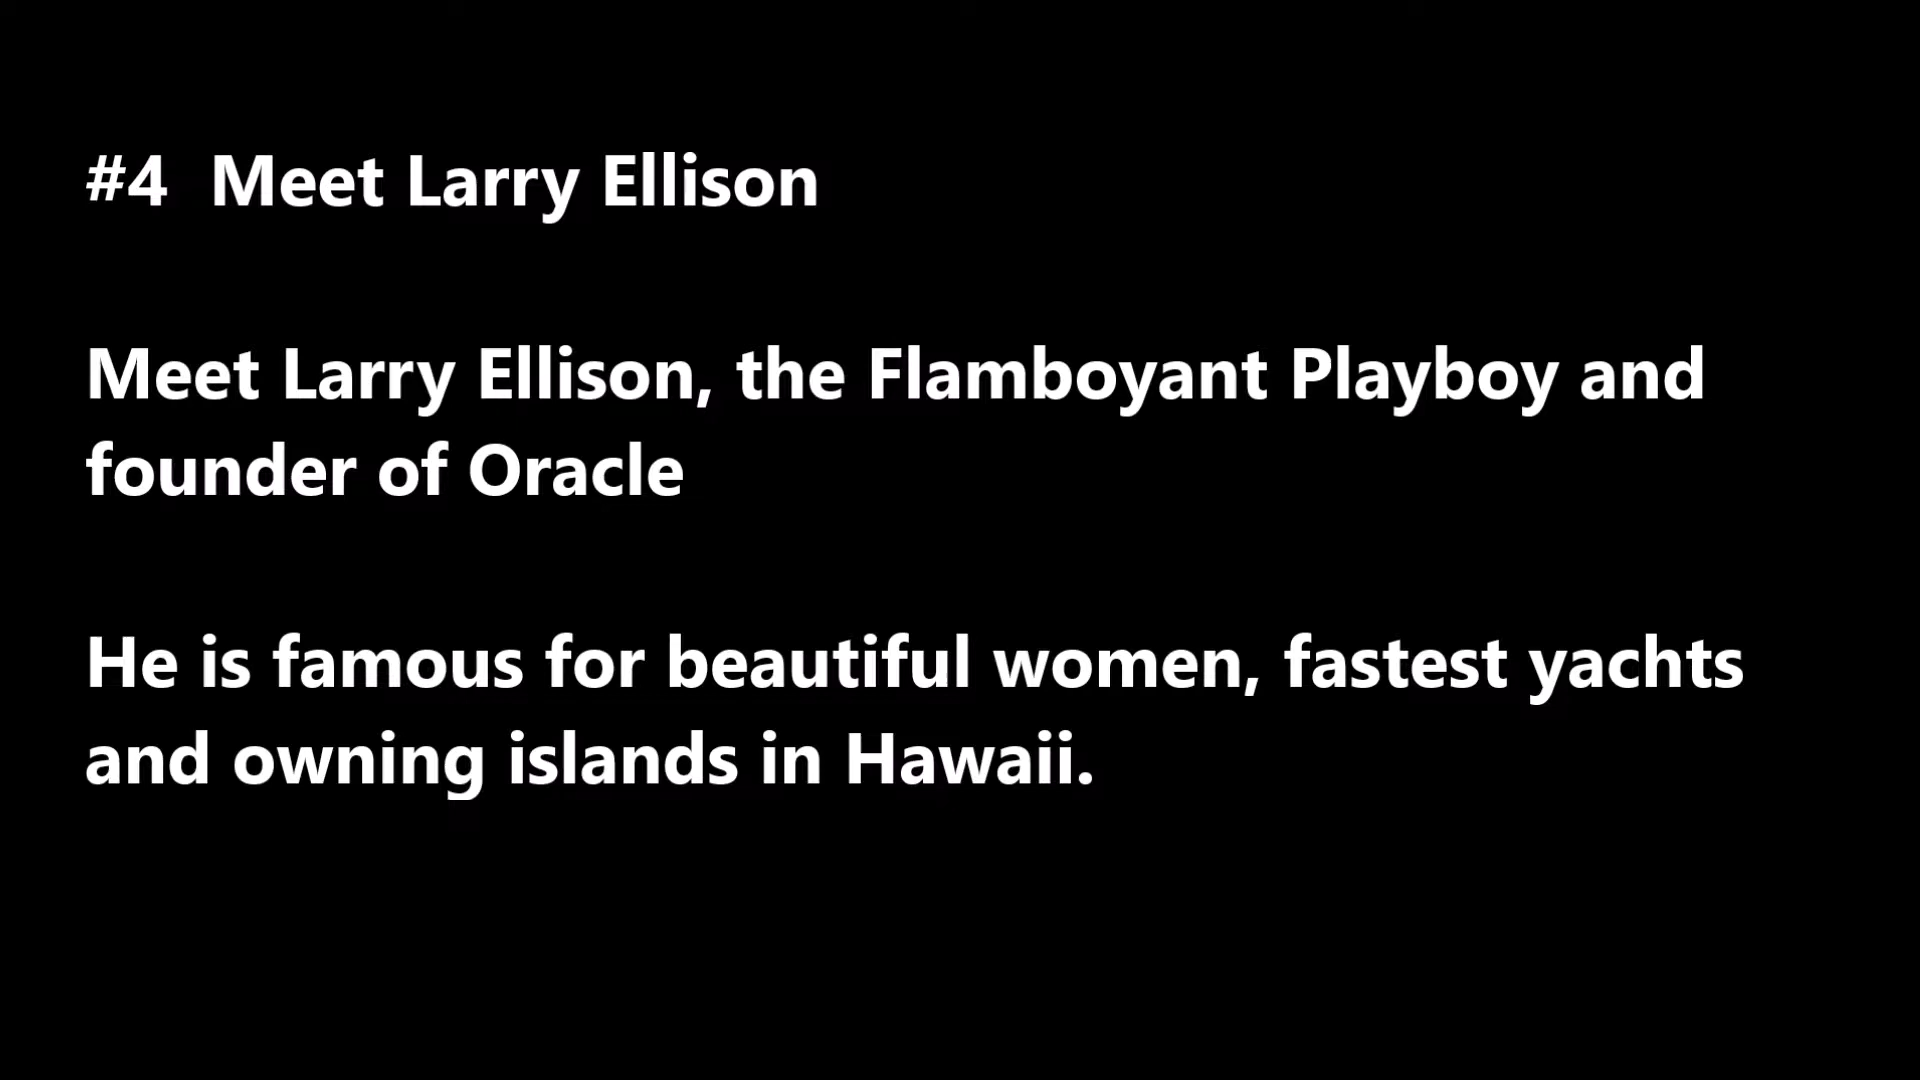 #4 Meet Larry Ellison
Meet Larry Ellison, the Flamboyant Playboy and
founder of Oracle
He is famous for beautiful women, fastest yachts
and owning islands in Hawaii.